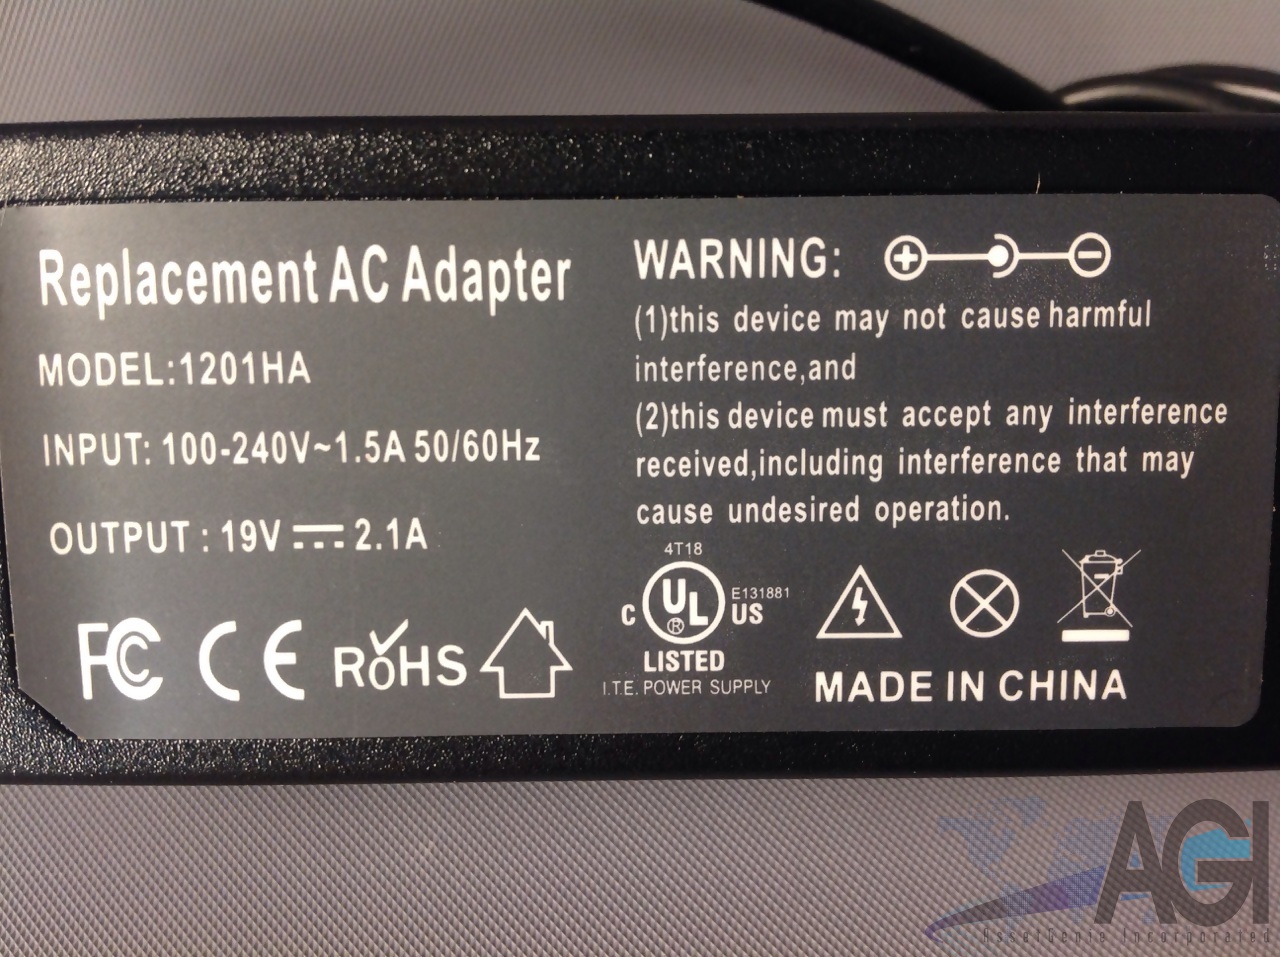 Replacement AC Adapter
MODEL:1201HA
INPUT: 100-240V~1.5A 50/60Hz
OUTPUT : 19V ⎓ 2.1A
FC CE RoHS
WARNING:
(1)this device may not cause harmful
interference,and
(2)this device must accept any interference
received,including interference that may
cause undesired operation.
4T18
C UL ® US E131881
LISTED
I.T.E. POWER SUPPLY
MADE IN CHINA
AGI
AssetGenie Incorporated